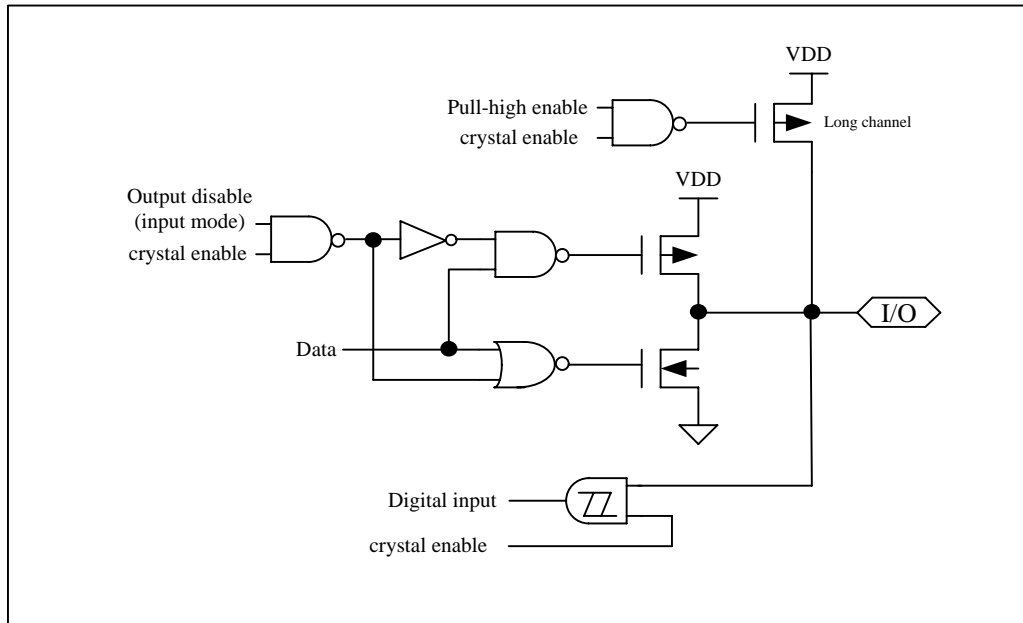 VDD
Pull-high enable
crystal enable
Long channel
VDD
Output disable
(input mode)
crystal enable
I/O
Data
Digital input
crystal enable